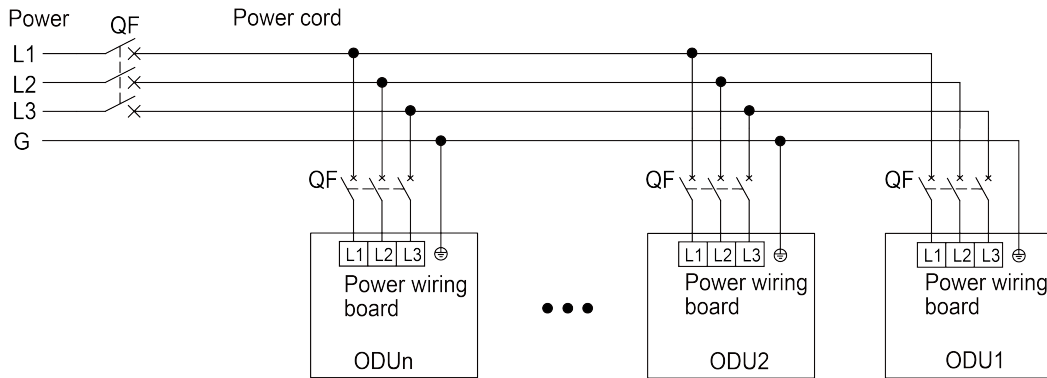 Power QF Power cord
L1
L2
L3
G
QF QF QF
L1 L2 L3 L1 L2 L3 L1 L2 L3
Power wiring board
Power wiring board
Power wiring board
ODUn ODU2 ODU1